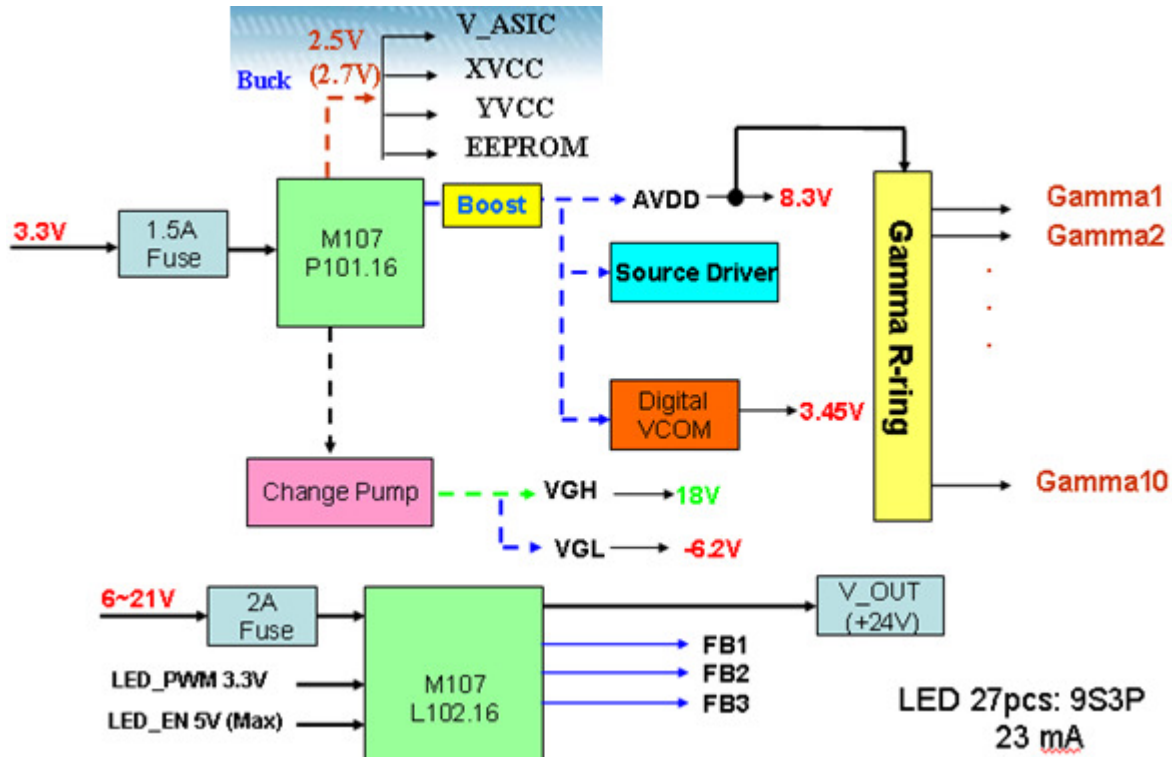 V_ASIC
2.5V
Buck (2.7V)
XVCC
YVCC
EEPROM
3.3V
1.5A
Fuse
M107
P101.16
Boost
AVDD
8.3V
Source Driver
Digital
VCOM
3.45V
Gamma R-ring
Gamma1
Gamma2
.
.
.
Gamma10
Change Pump
VGH
18V
VGL
-6.2V
6~21V
2A
Fuse
LED_PWM 3.3V
LED_EN 5V (Max)
M107
L102.16
V_OUT
(+24V)
FB1
FB2
FB3
LED 27pcs: 9S3P
23 mA